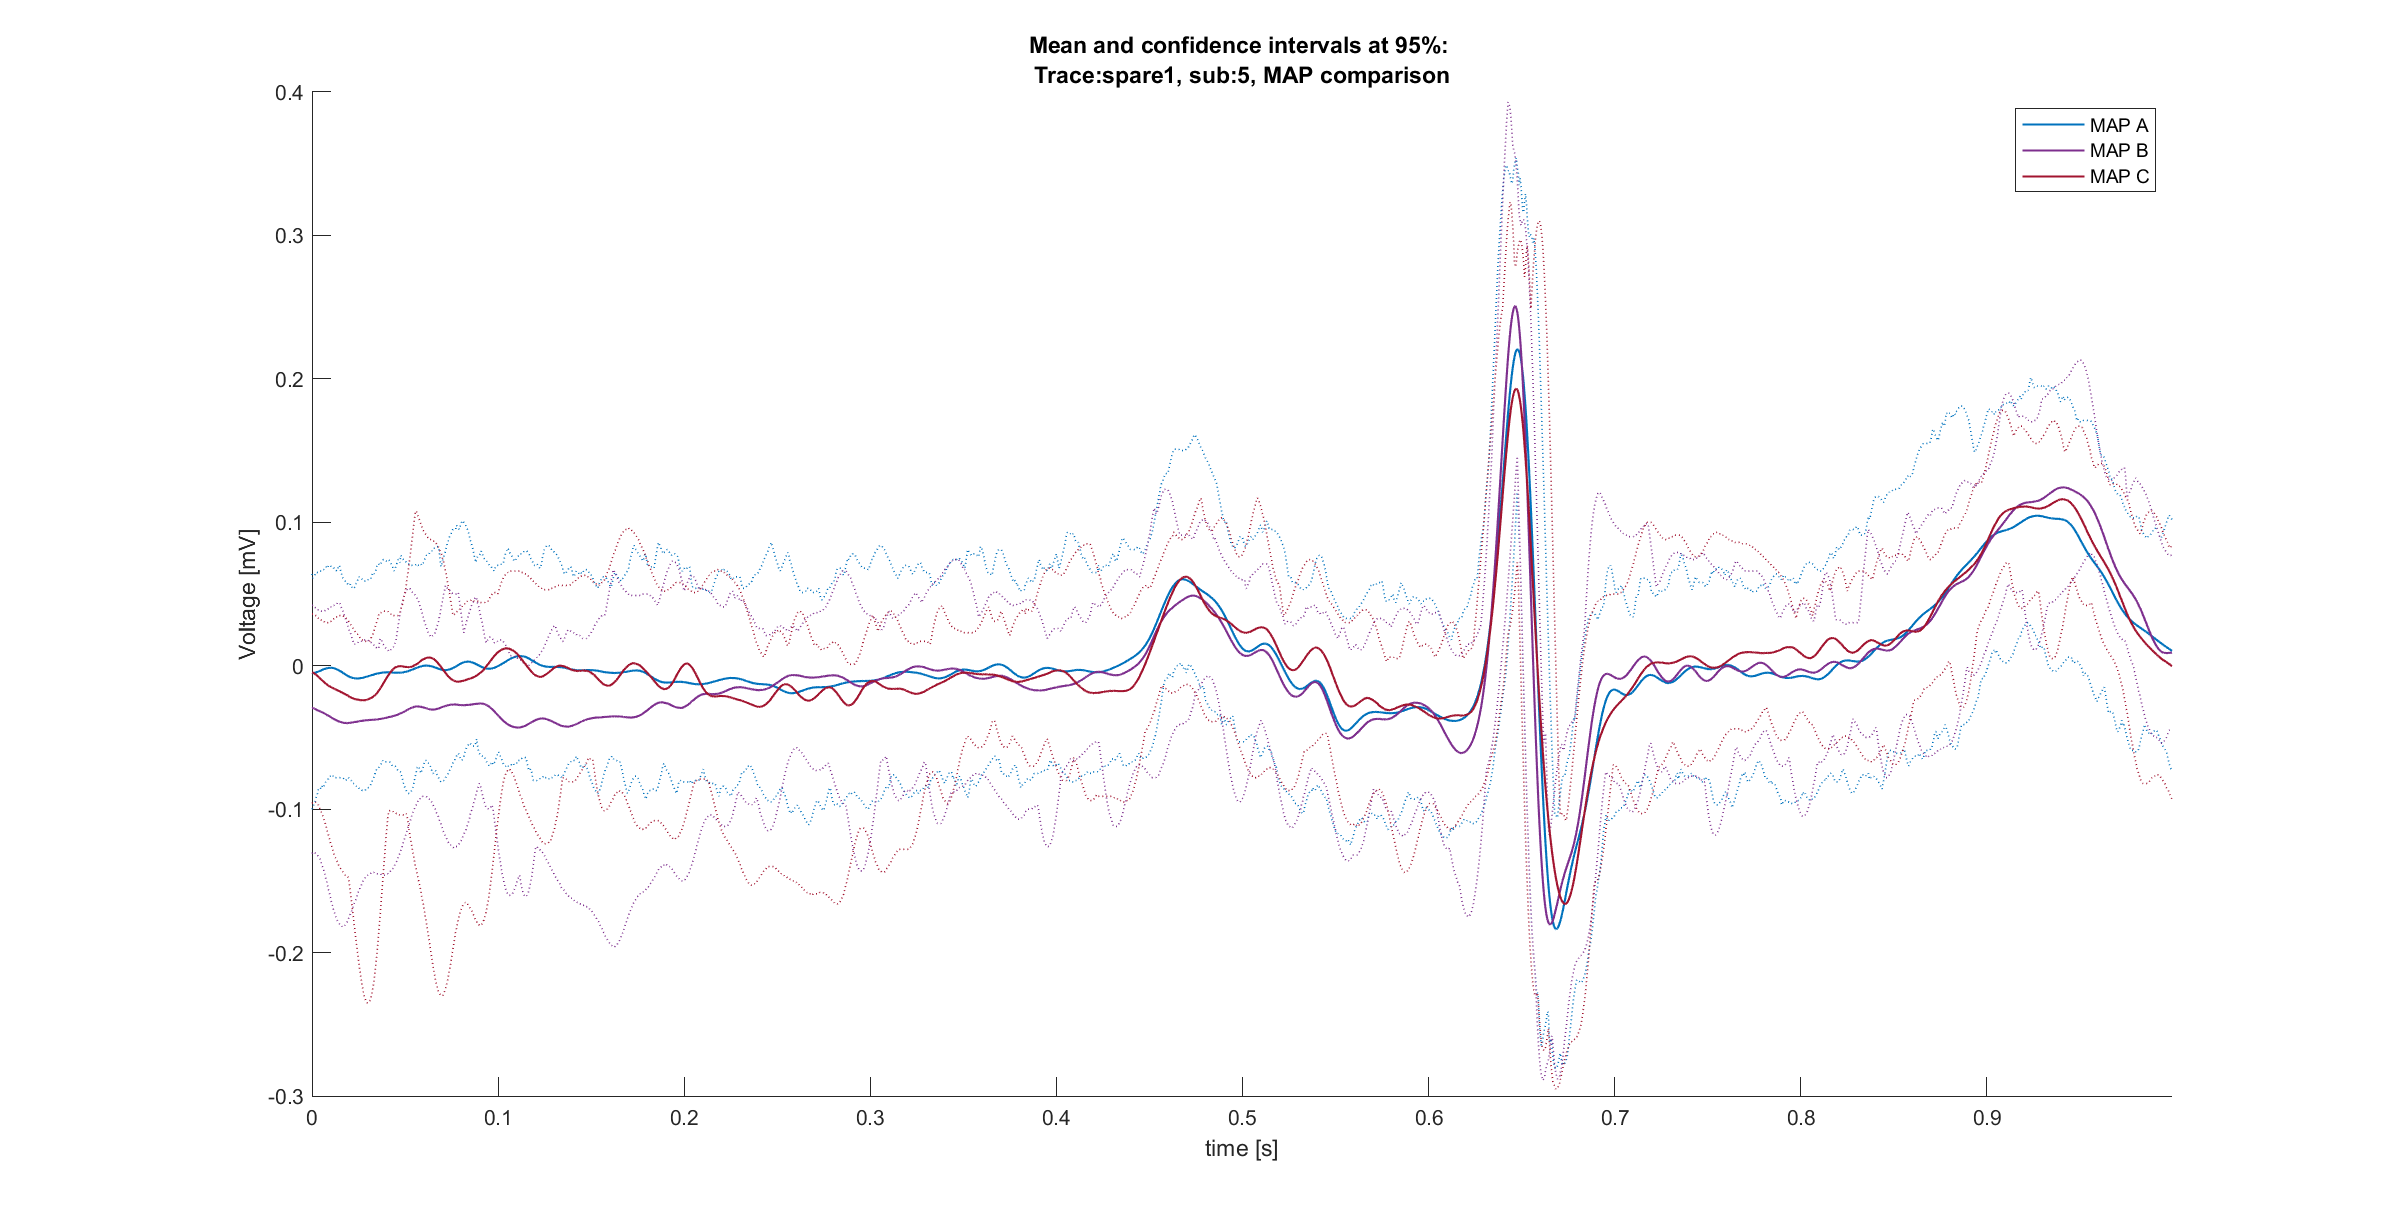 Mean and confidence intervals at 95%:
Trace:spare1, sub:5, MAP comparison
0.4
0.3
0.2
0.1
0
-0.1
-0.2
-0.3
Voltage [mV]
MAP A
MAP B
MAP C
0 0.1 0.2 0.3 0.4 0.5 0.6 0.7 0.8 0.9
time [s]